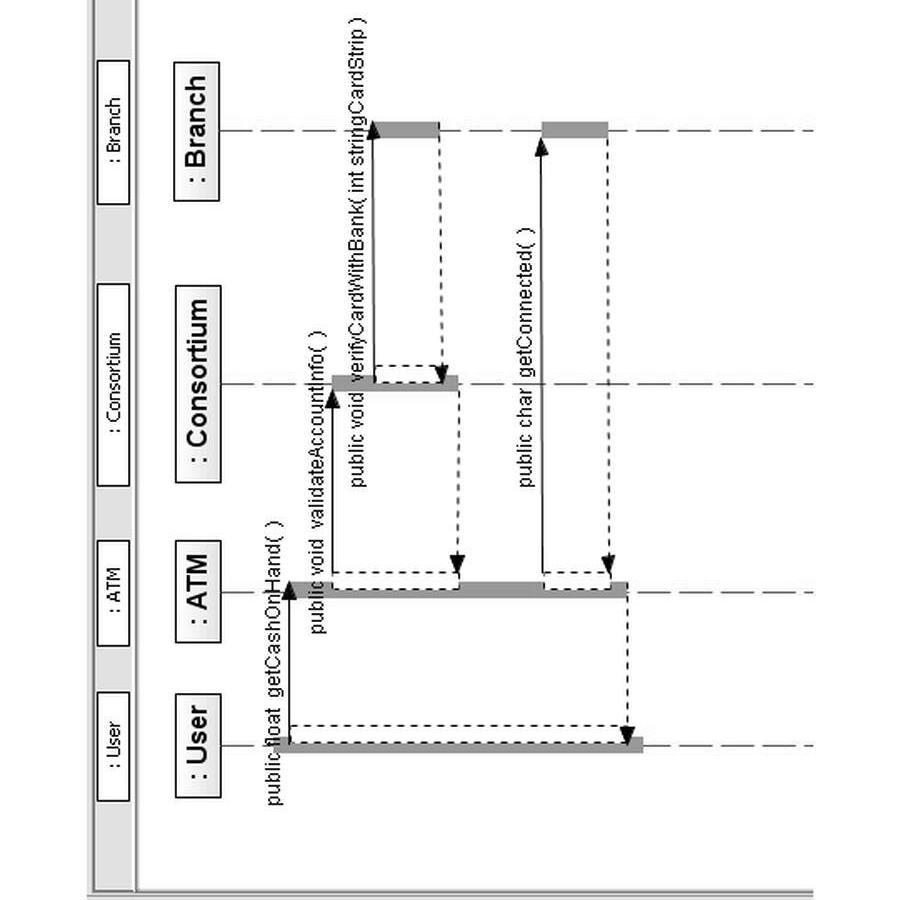 : User
: ATM
: Consortium
: Branch
: User
: ATM
: Consortium
: Branch
public float getCashOnHand( )
public void validateAccountInfo( )
public void verifyCardWithBank( int stringCardStrip )
public char getConnected( )